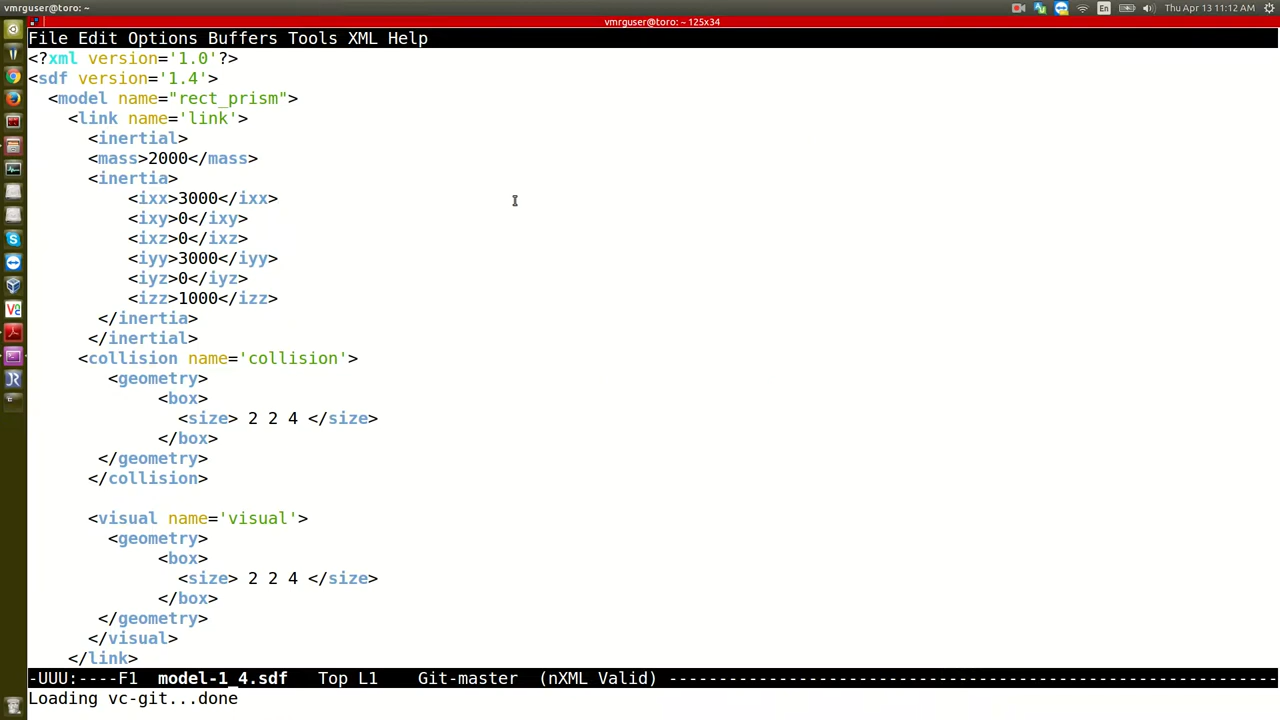 vmrguser@toro: ~
En
Thu Apr 13 11:12 AM
vmrguser@toro: ~ 125x34
File Edit Options Buffers Tools XML Help
<?xml version='1.0'?>
<sdf version='1.4'>
<model name="rect_prism">
<link name='link'>
<inertial>
<mass>2000</mass>
<inertia>
<ixx>3000</ixx>
<ixy>0</ixy>
<ixz>0</ixz>
<iyy>3000</iyy>
<iyz>0</iyz>
<izz>1000</izz>
</inertia>
</inertial>
<collision name='collision'>
<geometry>
<box>
<size> 2 2 4 </size>
</box>
</geometry>
</collision>
<visual name='visual'>
<geometry>
<box>
<size> 2 2 4 </size>
</box>
</geometry>
</visual>
</link>
-UUU:----F1 model-1_4.sdf Top L1 Git-master (nXML Valid) -------------------------------------------------------------
Loading vc-git...done